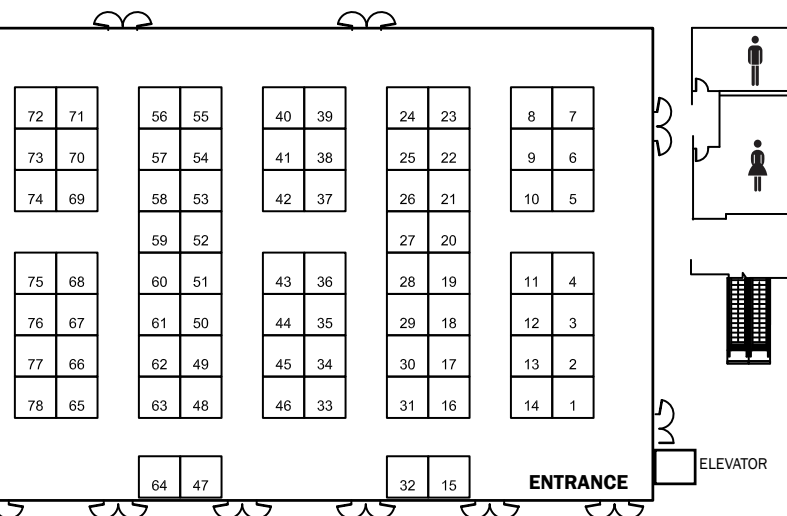 72 71 56 55 40 39 24 23 8 7
73 70 57 54 41 38 25 22 9 6
74 69 58 53 42 37 26 21 10 5
59 52 27 20
75 68 60 51 43 36 28 19 11 4
76 67 61 50 44 35 29 18 12 3
77 66 62 49 45 34 30 17 13 2
78 65 63 48 46 33 31 16 14 1
ELEVATOR
64 47 32 15 ENTRANCE